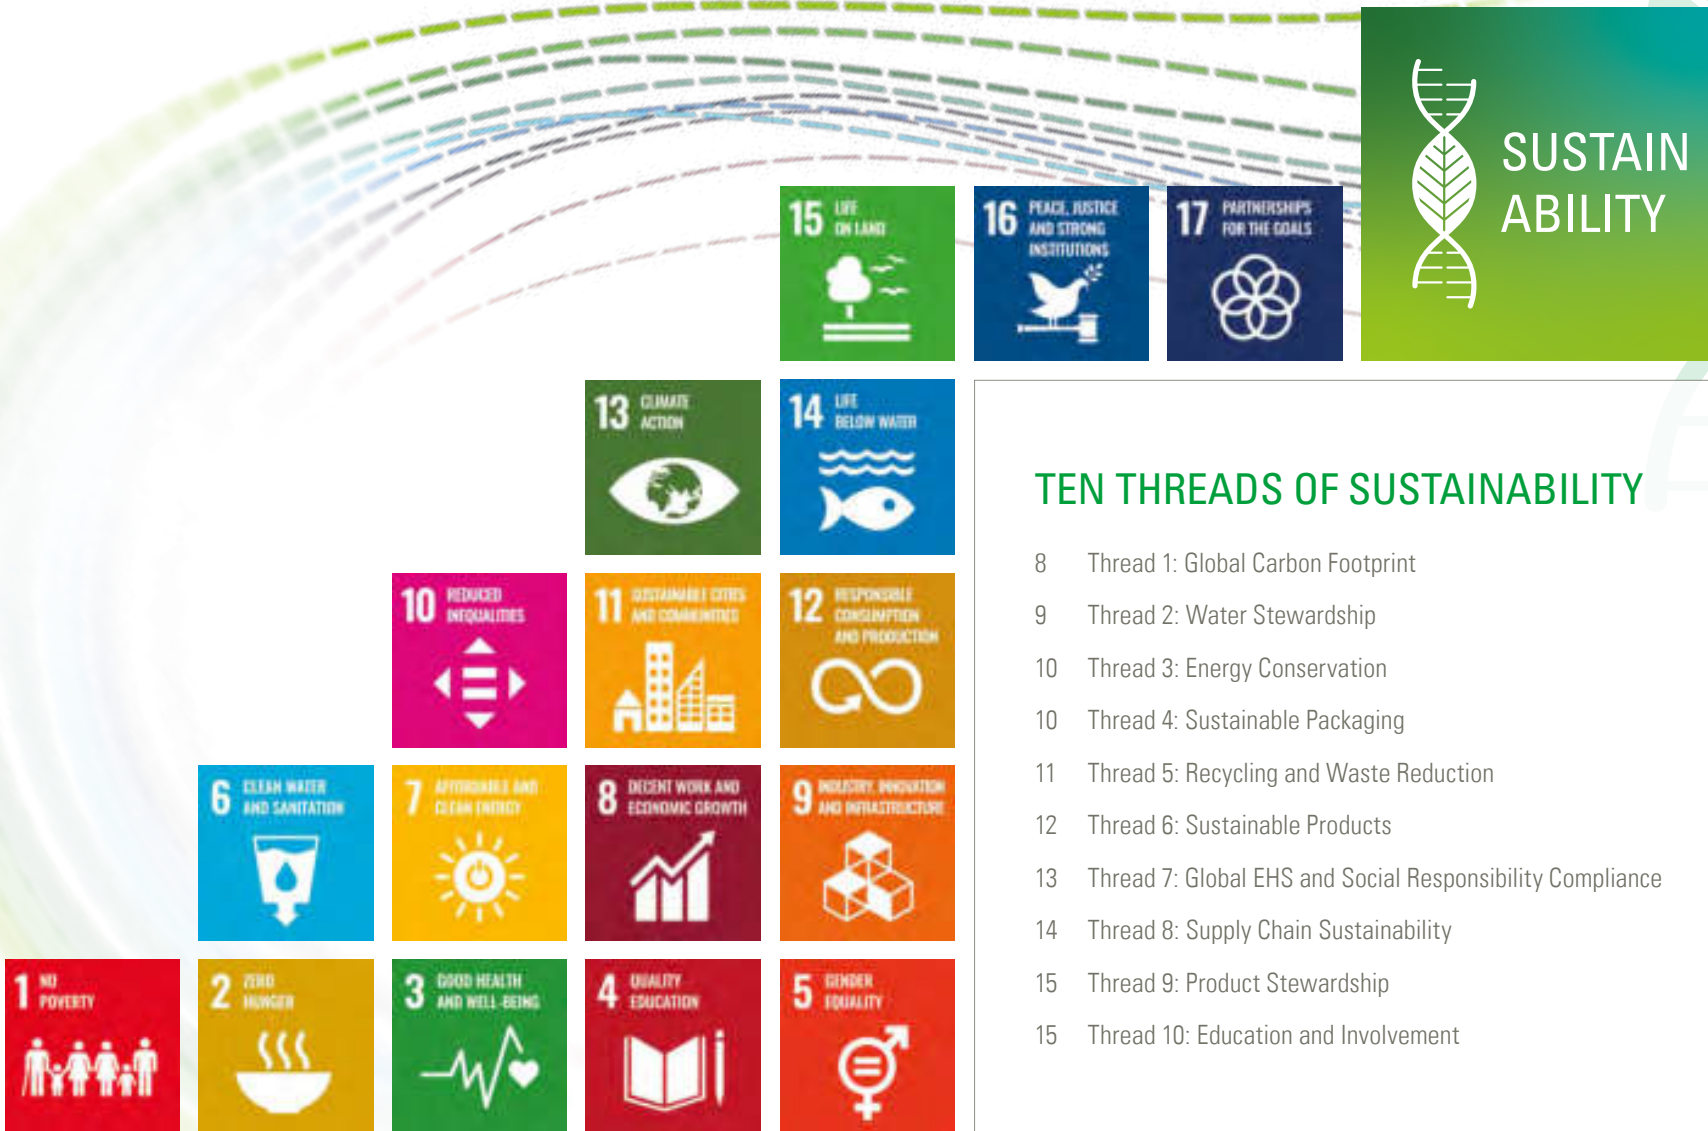 SUSTAIN
ABILITY
15 LIFE
ON LAND
16 PEACE, JUSTICE
AND STRONG
INSTITUTIONS
17 PARTNERSHIPS
FOR THE GOALS
13 CLIMATE
ACTION
14 LIFE
BELOW WATER
10 REDUCED
INEQUALITIES
11 SUSTAINABLE CITIES
AND COMMUNITIES
12 RESPONSIBLE
CONSUMPTION
AND PRODUCTION
6 CLEAN WATER
AND SANITATION
7 AFFORDABLE AND
CLEAN ENERGY
8 DECENT WORK AND
ECONOMIC GROWTH
9 INDUSTRY, INNOVATION
AND INFRASTRUCTURE
1 NO
POVERTY
2 ZERO
HUNGER
3 GOOD HEALTH
AND WELL-BEING
4 QUALITY
EDUCATION
5 GENDER
EQUALITY
TEN THREADS OF SUSTAINABILITY
8 Thread 1: Global Carbon Footprint
9 Thread 2: Water Stewardship
10 Thread 3: Energy Conservation
10 Thread 4: Sustainable Packaging
11 Thread 5: Recycling and Waste Reduction
12 Thread 6: Sustainable Products
13 Thread 7: Global EHS and Social Responsibility Compliance
14 Thread 8: Supply Chain Sustainability
15 Thread 9: Product Stewardship
15 Thread 10: Education and Involvement